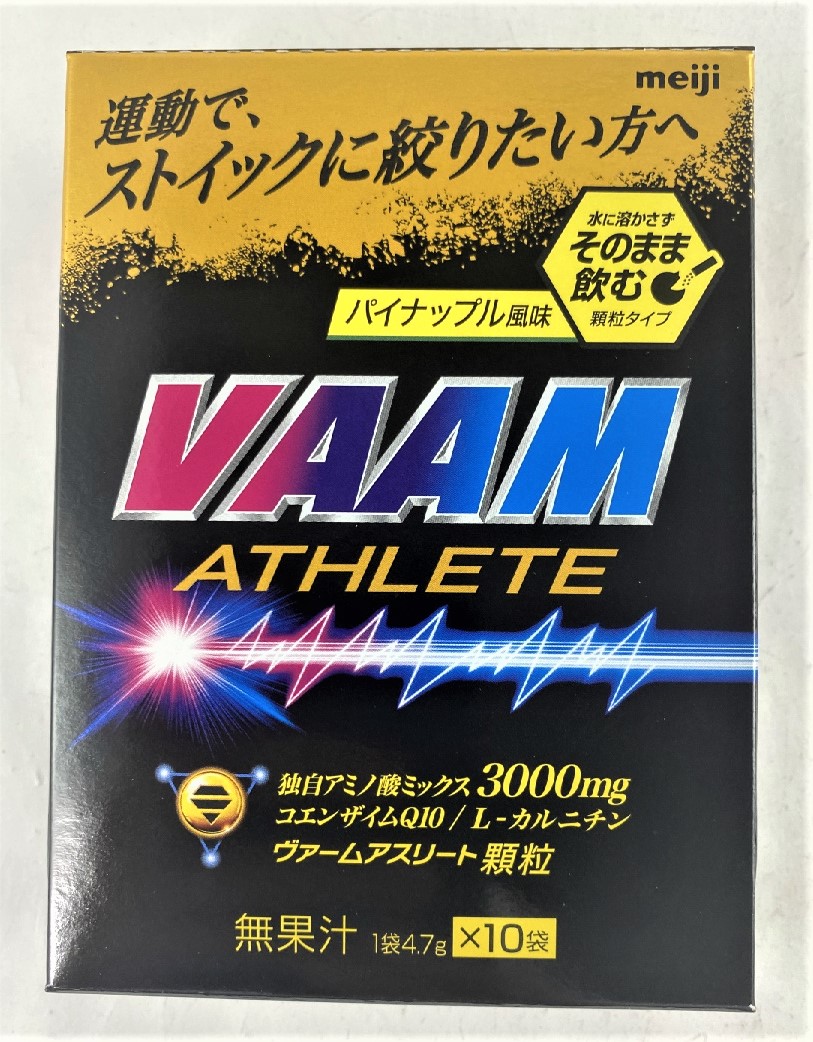 meiji
運動で、
ストイックに絞りたい方へ
水に溶かさず
そのまま
飲む
顆粒タイプ
パイナップル風味
VAAM
ATHLETE
独自アミノ酸ミックス 3000mg
コエンザイムQ10 / L-カルニチン
ヴァームアスリート 顆粒
無果汁 1袋4.7g ×10袋